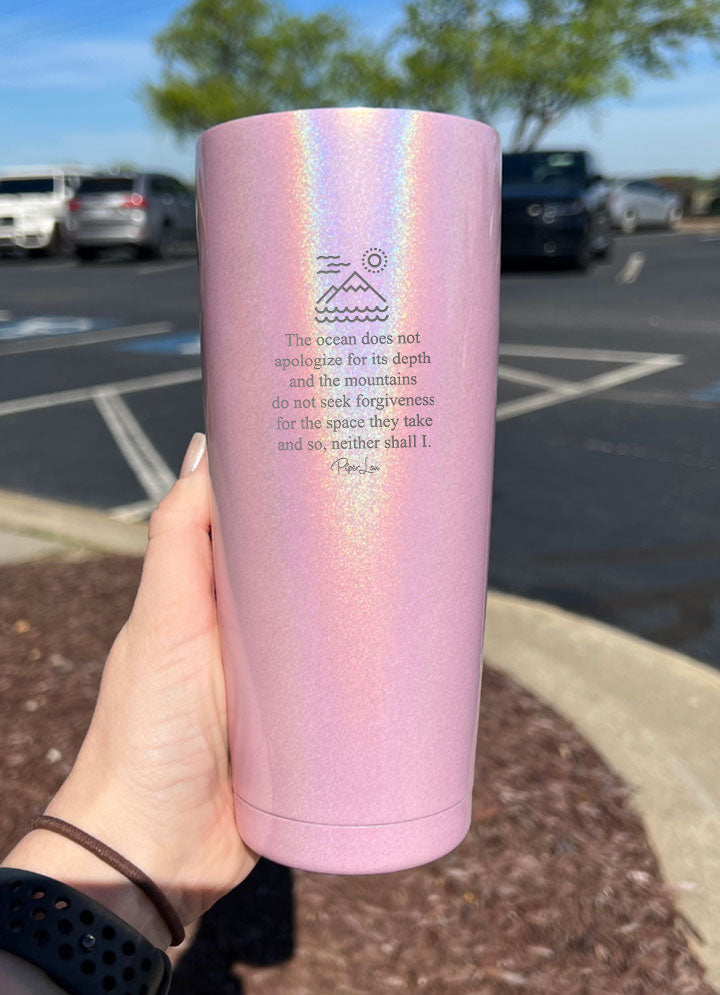 The ocean does not
apologize for its depth
and the mountains
do not seek forgiveness
for the space they take
and so, neither shall I.
Piper Lou